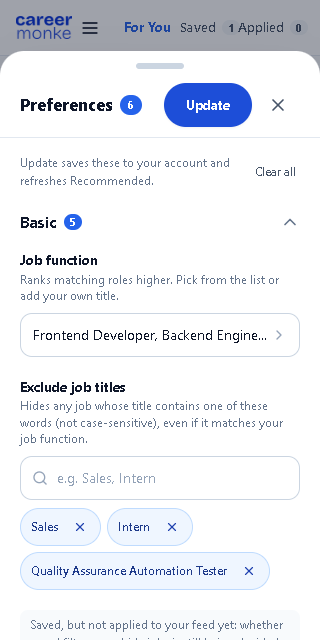 career
monke
For You Saved 1 Applied 0
Preferences 6 Update
Update saves these to your account and
refreshes Recommended.
Clear all
Basic 5
Job function
Ranks matching roles higher. Pick from the list or
add your own title.
Frontend Developer, Backend Engine...
Exclude job titles
Hides any job whose title contains one of these
words (not case-sensitive), even if it matches your
job function.
e.g. Sales, Intern
Sales Intern
Quality Assurance Automation Tester
Saved, but not applied to your feed yet: whether